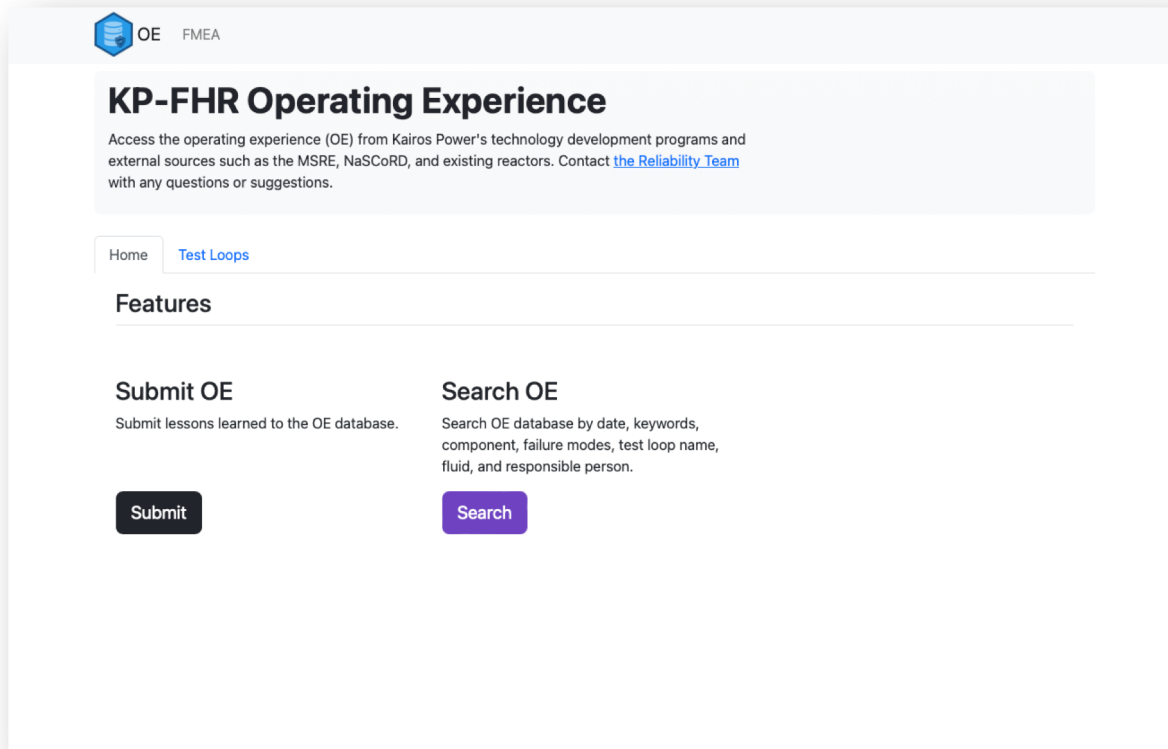 OE FMEA
KP-FHR Operating Experience
Access the operating experience (OE) from Kairos Power's technology development programs and
external sources such as the MSRE, NaSCoRD, and existing reactors. Contact the Reliability Team
with any questions or suggestions.
Home Test Loops
Features
Submit OE
Submit lessons learned to the OE database.
Submit
Search OE
Search OE database by date, keywords,
component, failure modes, test loop name,
fluid, and responsible person.
Search